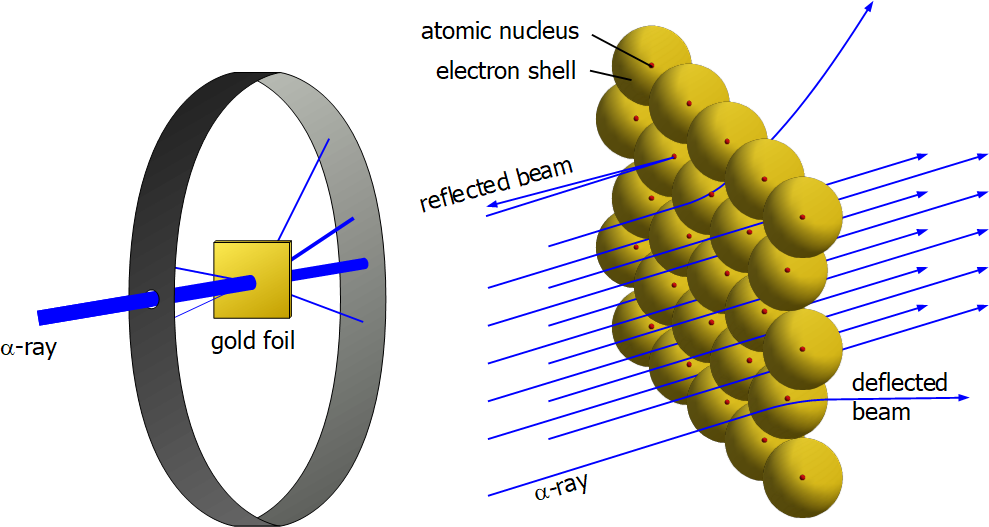 α-ray
gold foil
atomic nucleus
electron shell
reflected beam
α-ray
deflected
beam